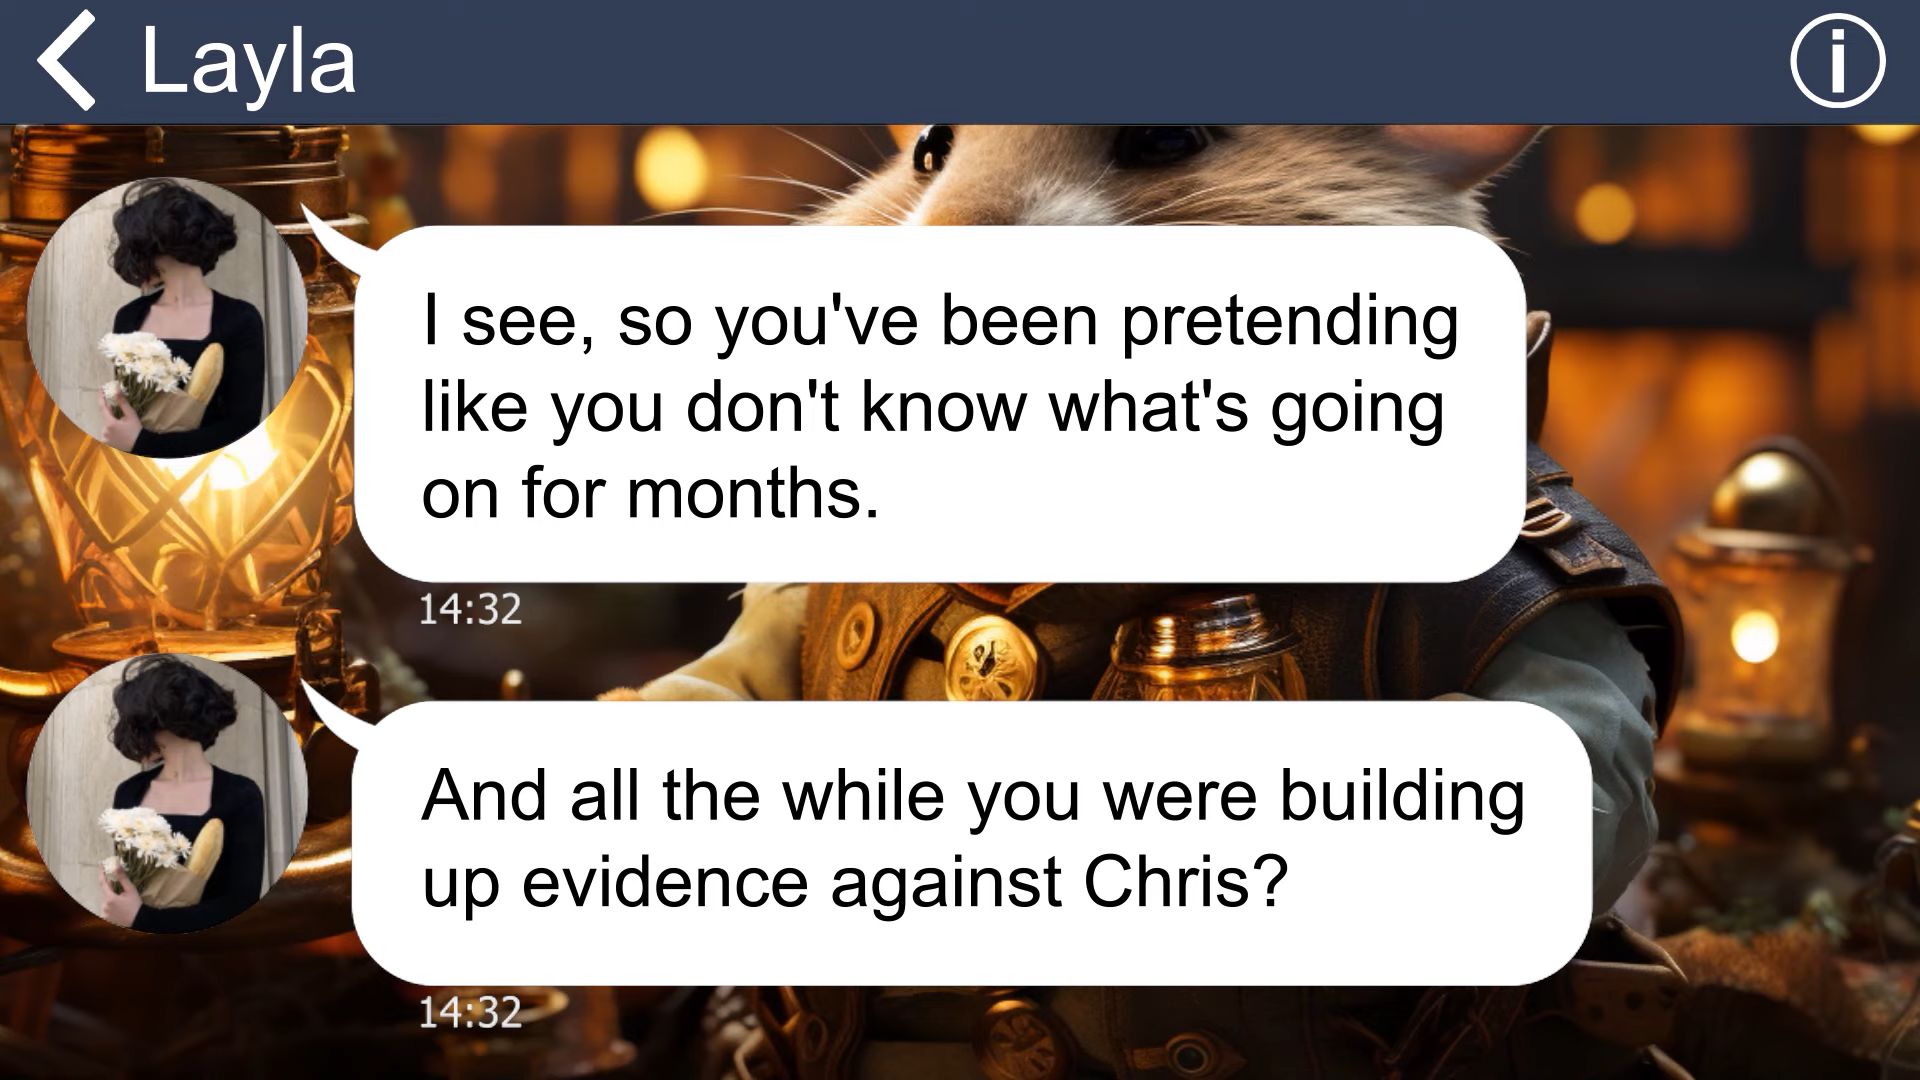 Layla
I see, so you've been pretending
like you don't know what's going
on for months.
14:32
And all the while you were building
up evidence against Chris?
14:32